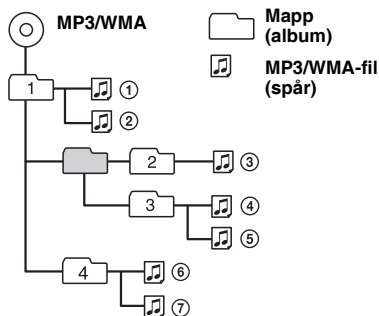 MP3/WMA
Mapp
(album)
MP3/WMA-fil
(spår)
1
①
②
2
③
3
④
⑤
4
⑥
⑦